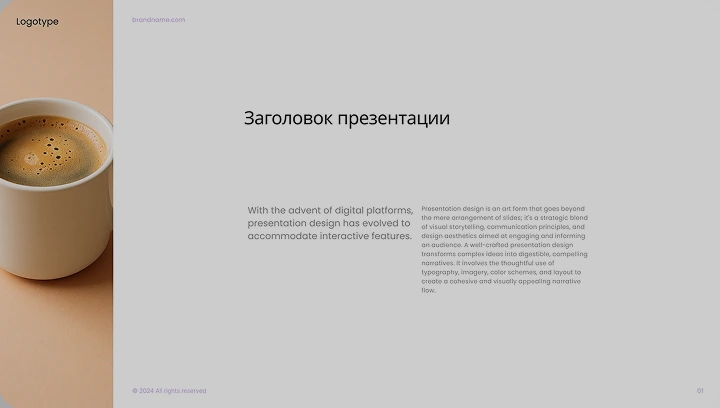 Logotype
brandname.com
Заголовок презентации
With the advent of digital platforms,
presentation design has evolved to
accommodate interactive features.
Presentation design is an art form that goes beyond
the mere arrangement of slides; it's a strategic blend
of visual storytelling, communication principles, and
design aesthetics aimed at engaging and informing
an audience. A well-crafted presentation design
transforms complex ideas into digestible, compelling
narratives. It involves the thoughtful use of
typography, imagery, color schemes, and layout to
create a cohesive and visually appealing narrative
flow.
© 2024 All rights reserved
01